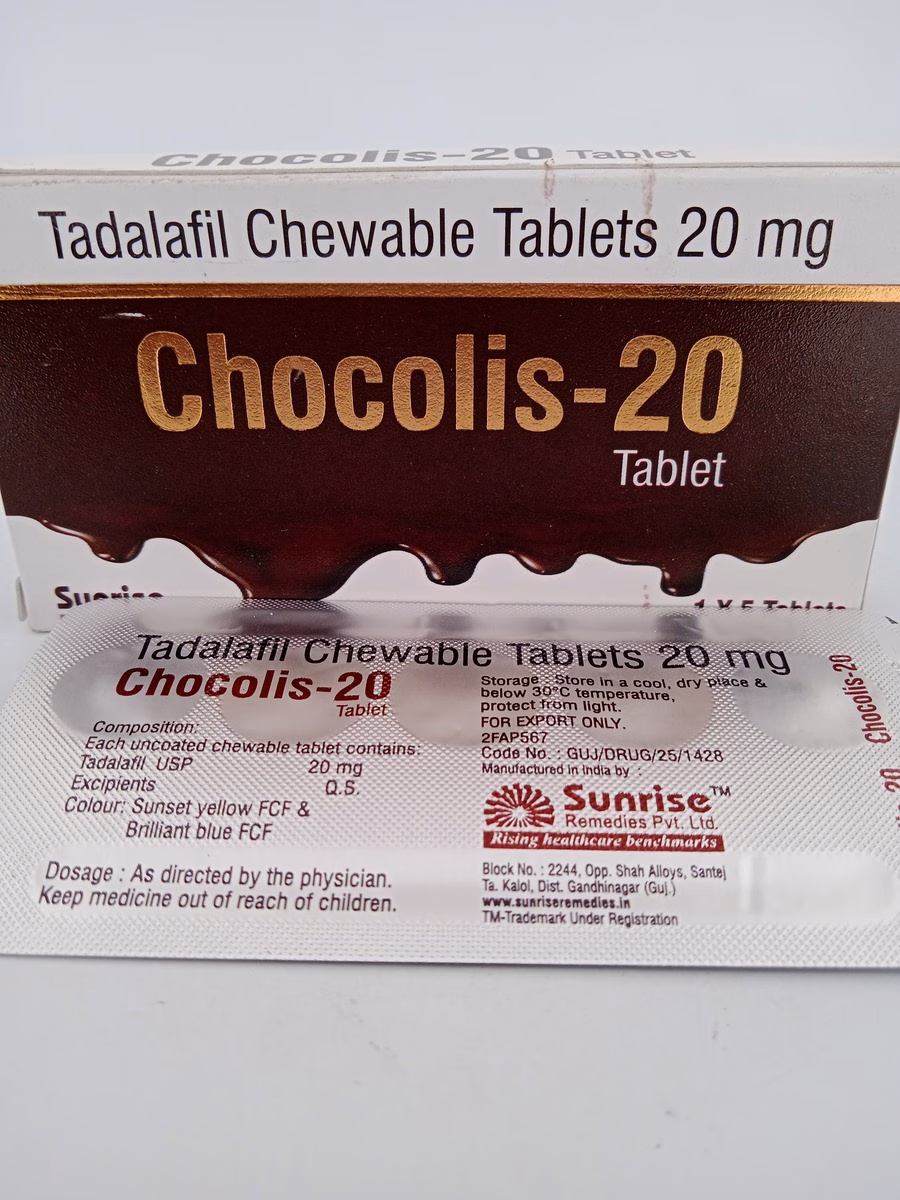 Chocolis-20 Tablet
Tadalafil Chewable Tablets 20 mg
Chocolis-20
Tablet
Sunrise
1 X 5 Tablets
Tadalafil Chewable Tablets 20 mg
Chocolis-20
Tablet
Composition:
Each uncoated chewable tablet contains:
Tadalafil USP 20 mg
Excipients Q.S.
Colour: Sunset yellow FCF &
Brilliant blue FCF
Dosage : As directed by the physician.
Keep medicine out of reach of children.
Storage : Store in a cool, dry place &
below 30°C temperature,
protect from light.
FOR EXPORT ONLY.
2FAP567
Code No. : GUJ/DRUG/25/1428
Manufactured in India by :
Sunrise™
Remedies Pvt. Ltd.
Rising healthcare benchmarks
Block No. : 2244, Opp. Shah Alloys, Santej
Ta. Kalol, Dist. Gandhinagar (Guj.)
www.sunriseremedies.in
TM-Trademark Under Registration
Chocolis-20
20